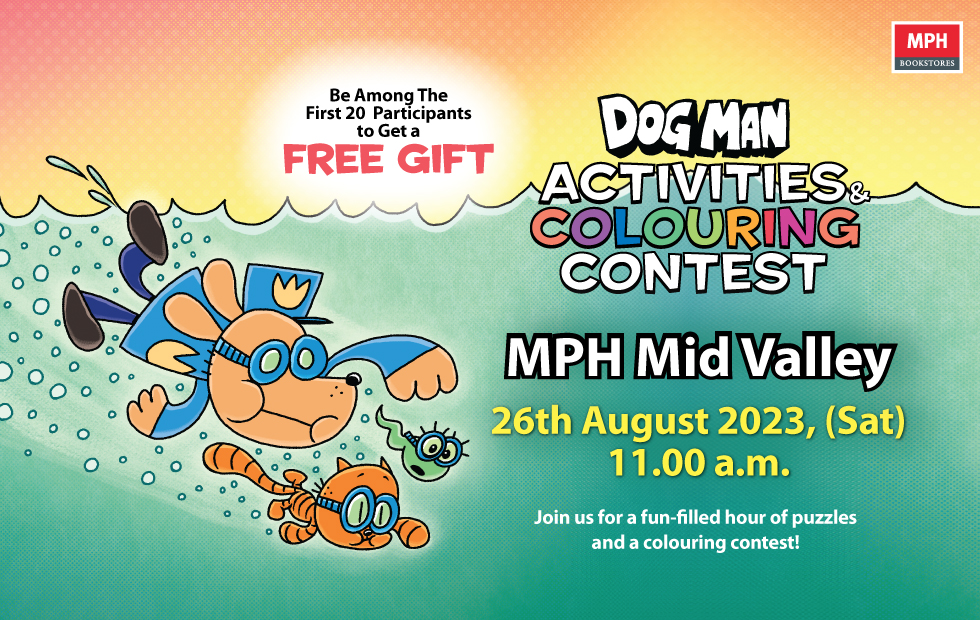 MPH
BOOKSTORES
Be Among The
First 20 Participants
to Get a
FREE GIFT
DOG MAN
ACTIVITIES &
COLOURING
CONTEST
MPH Mid Valley
26th August 2023, (Sat)
11.00 a.m.
Join us for a fun-filled hour of puzzles
and a colouring contest!